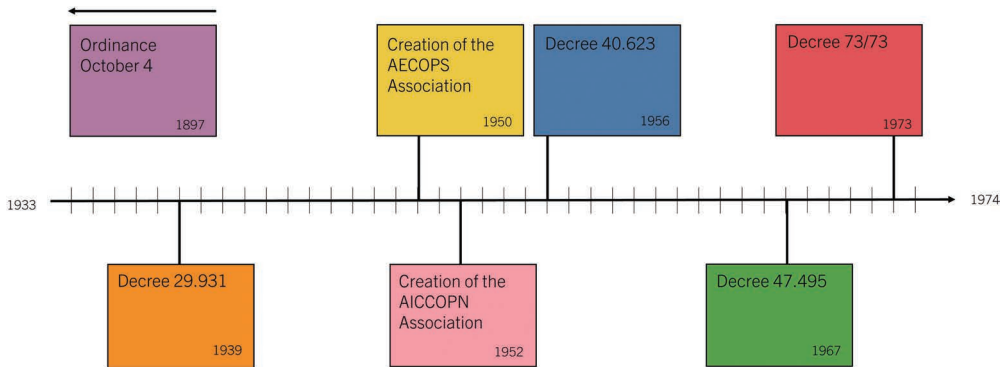 Ordinance
October 4
1897
Creation of the
AECOPS
Association
1950
Decree 40.623
1956
Decree 73/73
1973
1933
1974
Decree 29.931
1939
Creation of the
AICCOPN
Association
1952
Decree 47.495
1967